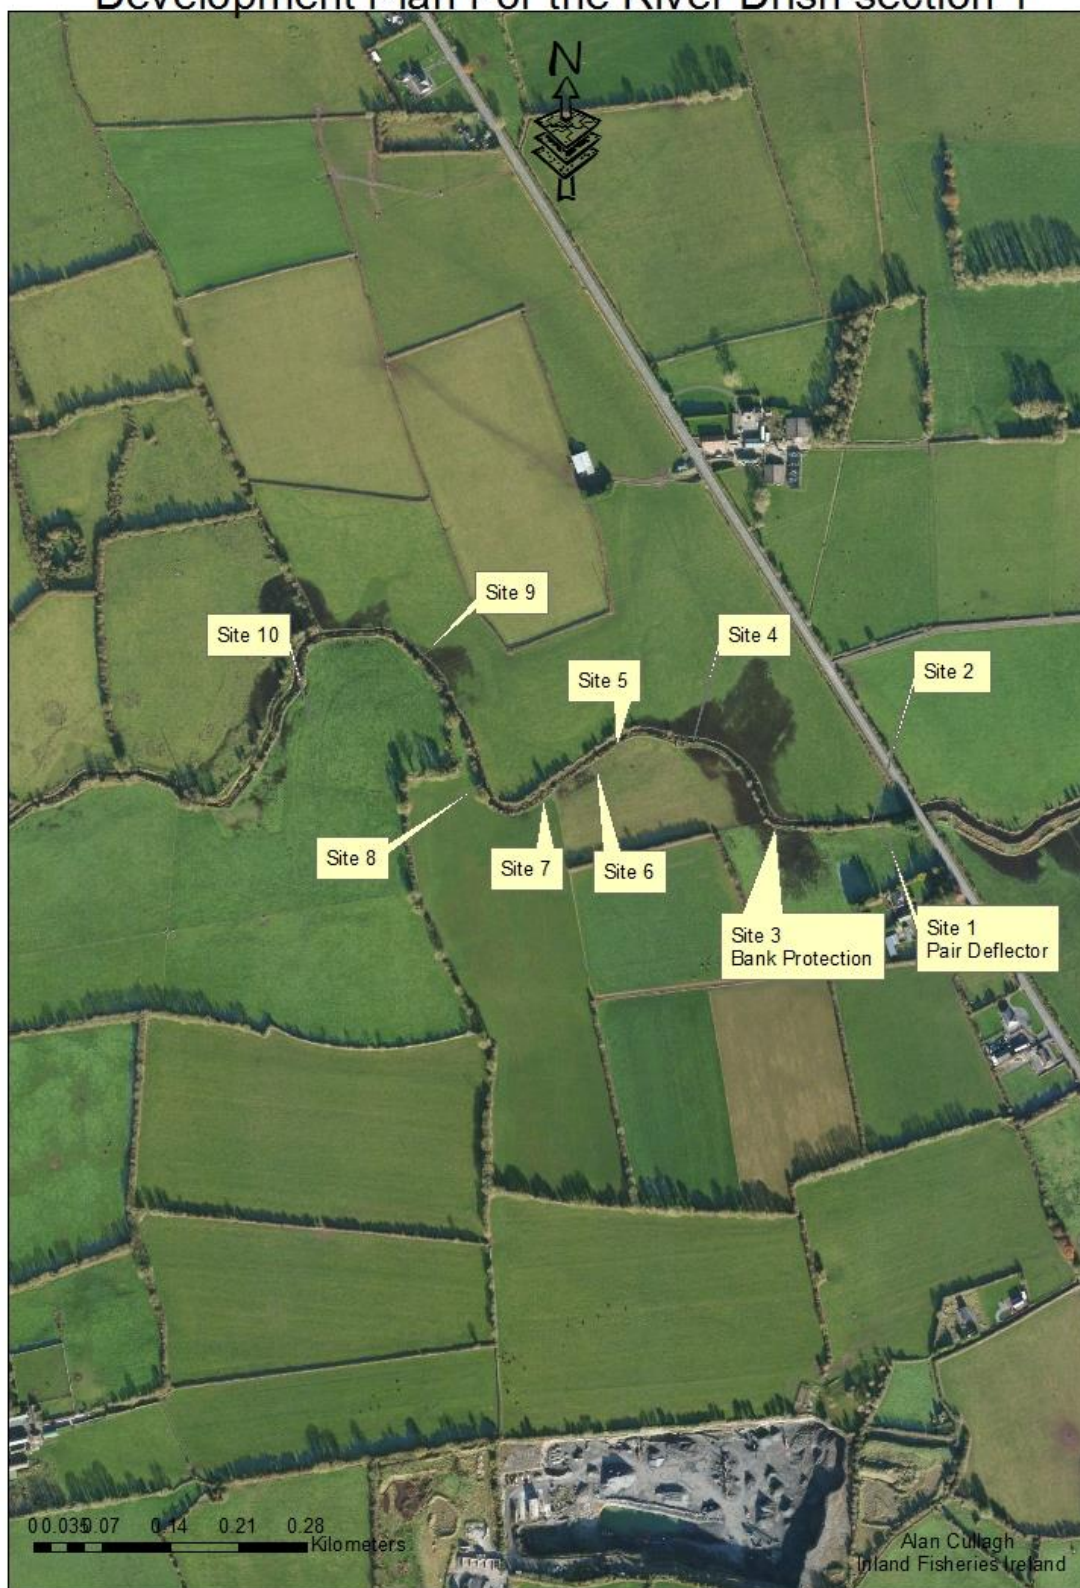 Development Plan For the River Drish section 1
N
Site 9
Site 10
Site 4
Site 2
Site 5
Site 8
Site 7
Site 6
Site 3
Bank Protection
Site 1
Pair Deflector
0 0.035 0.07 0.14 0.21 0.28
Kilometers
Alan Cullagh
Inland Fisheries Ireland